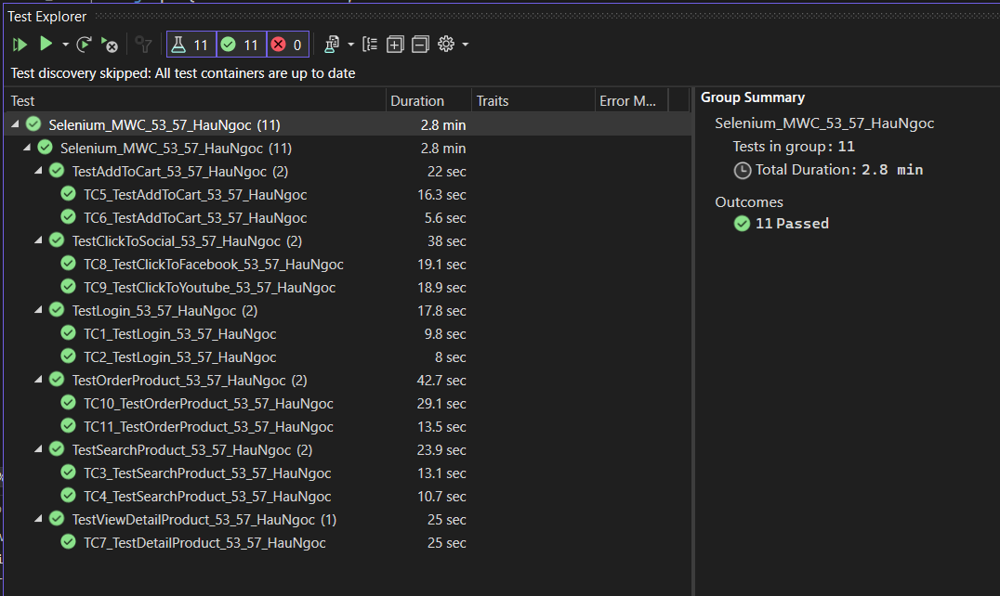 Test Explorer
11 11 0
Test discovery skipped: All test containers are up to date
Test Duration Traits Error M...
Selenium_MWC_53_57_HauNgoc (11) 2.8 min
Selenium_MWC_53_57_HauNgoc (11) 2.8 min
TestAddToCart_53_57_HauNgoc (2) 22 sec
TC5_TestAddToCart_53_57_HauNgoc 16.3 sec
TC6_TestAddToCart_53_57_HauNgoc 5.6 sec
TestClickToSocial_53_57_HauNgoc (2) 38 sec
TC8_TestClickToFacebook_53_57_HauNgoc 19.1 sec
TC9_TestClickToYoutube_53_57_HauNgoc 18.9 sec
TestLogin_53_57_HauNgoc (2) 17.8 sec
TC1_TestLogin_53_57_HauNgoc 9.8 sec
TC2_TestLogin_53_57_HauNgoc 8 sec
TestOrderProduct_53_57_HauNgoc (2) 42.7 sec
TC10_TestOrderProduct_53_57_HauNgoc 29.1 sec
TC11_TestOrderProduct_53_57_HauNgoc 13.5 sec
TestSearchProduct_53_57_HauNgoc (2) 23.9 sec
TC3_TestSearchProduct_53_57_HauNgoc 13.1 sec
TC4_TestSearchProduct_53_57_HauNgoc 10.7 sec
TestViewDetailProduct_53_57_HauNgoc (1) 25 sec
TC7_TestDetailProduct_53_57_HauNgoc 25 sec
Group Summary
Selenium_MWC_53_57_HauNgoc
Tests in group: 11
Total Duration: 2.8 min
Outcomes
11 Passed